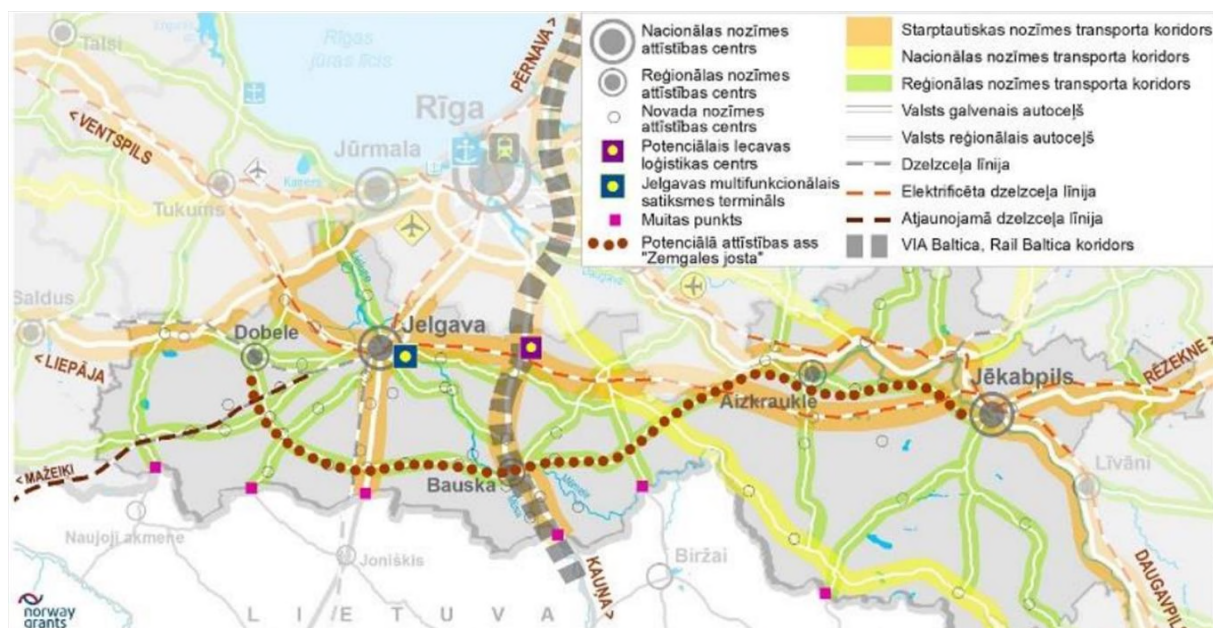 Talsi
Rīgas
jūras līcis
PĒRNAVA >
Rīga
< VENTSPILS
Jūrmala
Kaņiera
Tukums
Saldus
Dobele
Jelgava
< LIEPĀJA
Aizkraukle
Jēkabpils
RĒZEKNE >
< MAŽEIĶI
Bauska
Mēmele
Līvāni
Naujoji akmene
Joniškis
Biržai
KAUŅA >
DAUGAVPILS
LIETUVA
norway
grants
Nacionālas nozīmes
attīstības centrs
Reģionālas nozīmes
attīstības centrs
Novada nozīmes
attīstības centrs
Potenciālais Iecavas
loģistikas centrs
Jelgavas multifunkcionālais
satiksmes termināls
Muitas punkts
Potenciālā attīstības ass
"Zemgales josta"
Starptautiskas nozīmes transporta koridors
Nacionālas nozīmes transporta koridors
Reģionālas nozīmes transporta koridors
Valsts galvenais autoceļš
Valsts reģionālais autoceļš
Dzelzceļa līnija
Elektrificēta dzelzceļa līnija
Atjaunojamā dzelzceļa līnija
VIA Baltica, Rail Baltica koridors